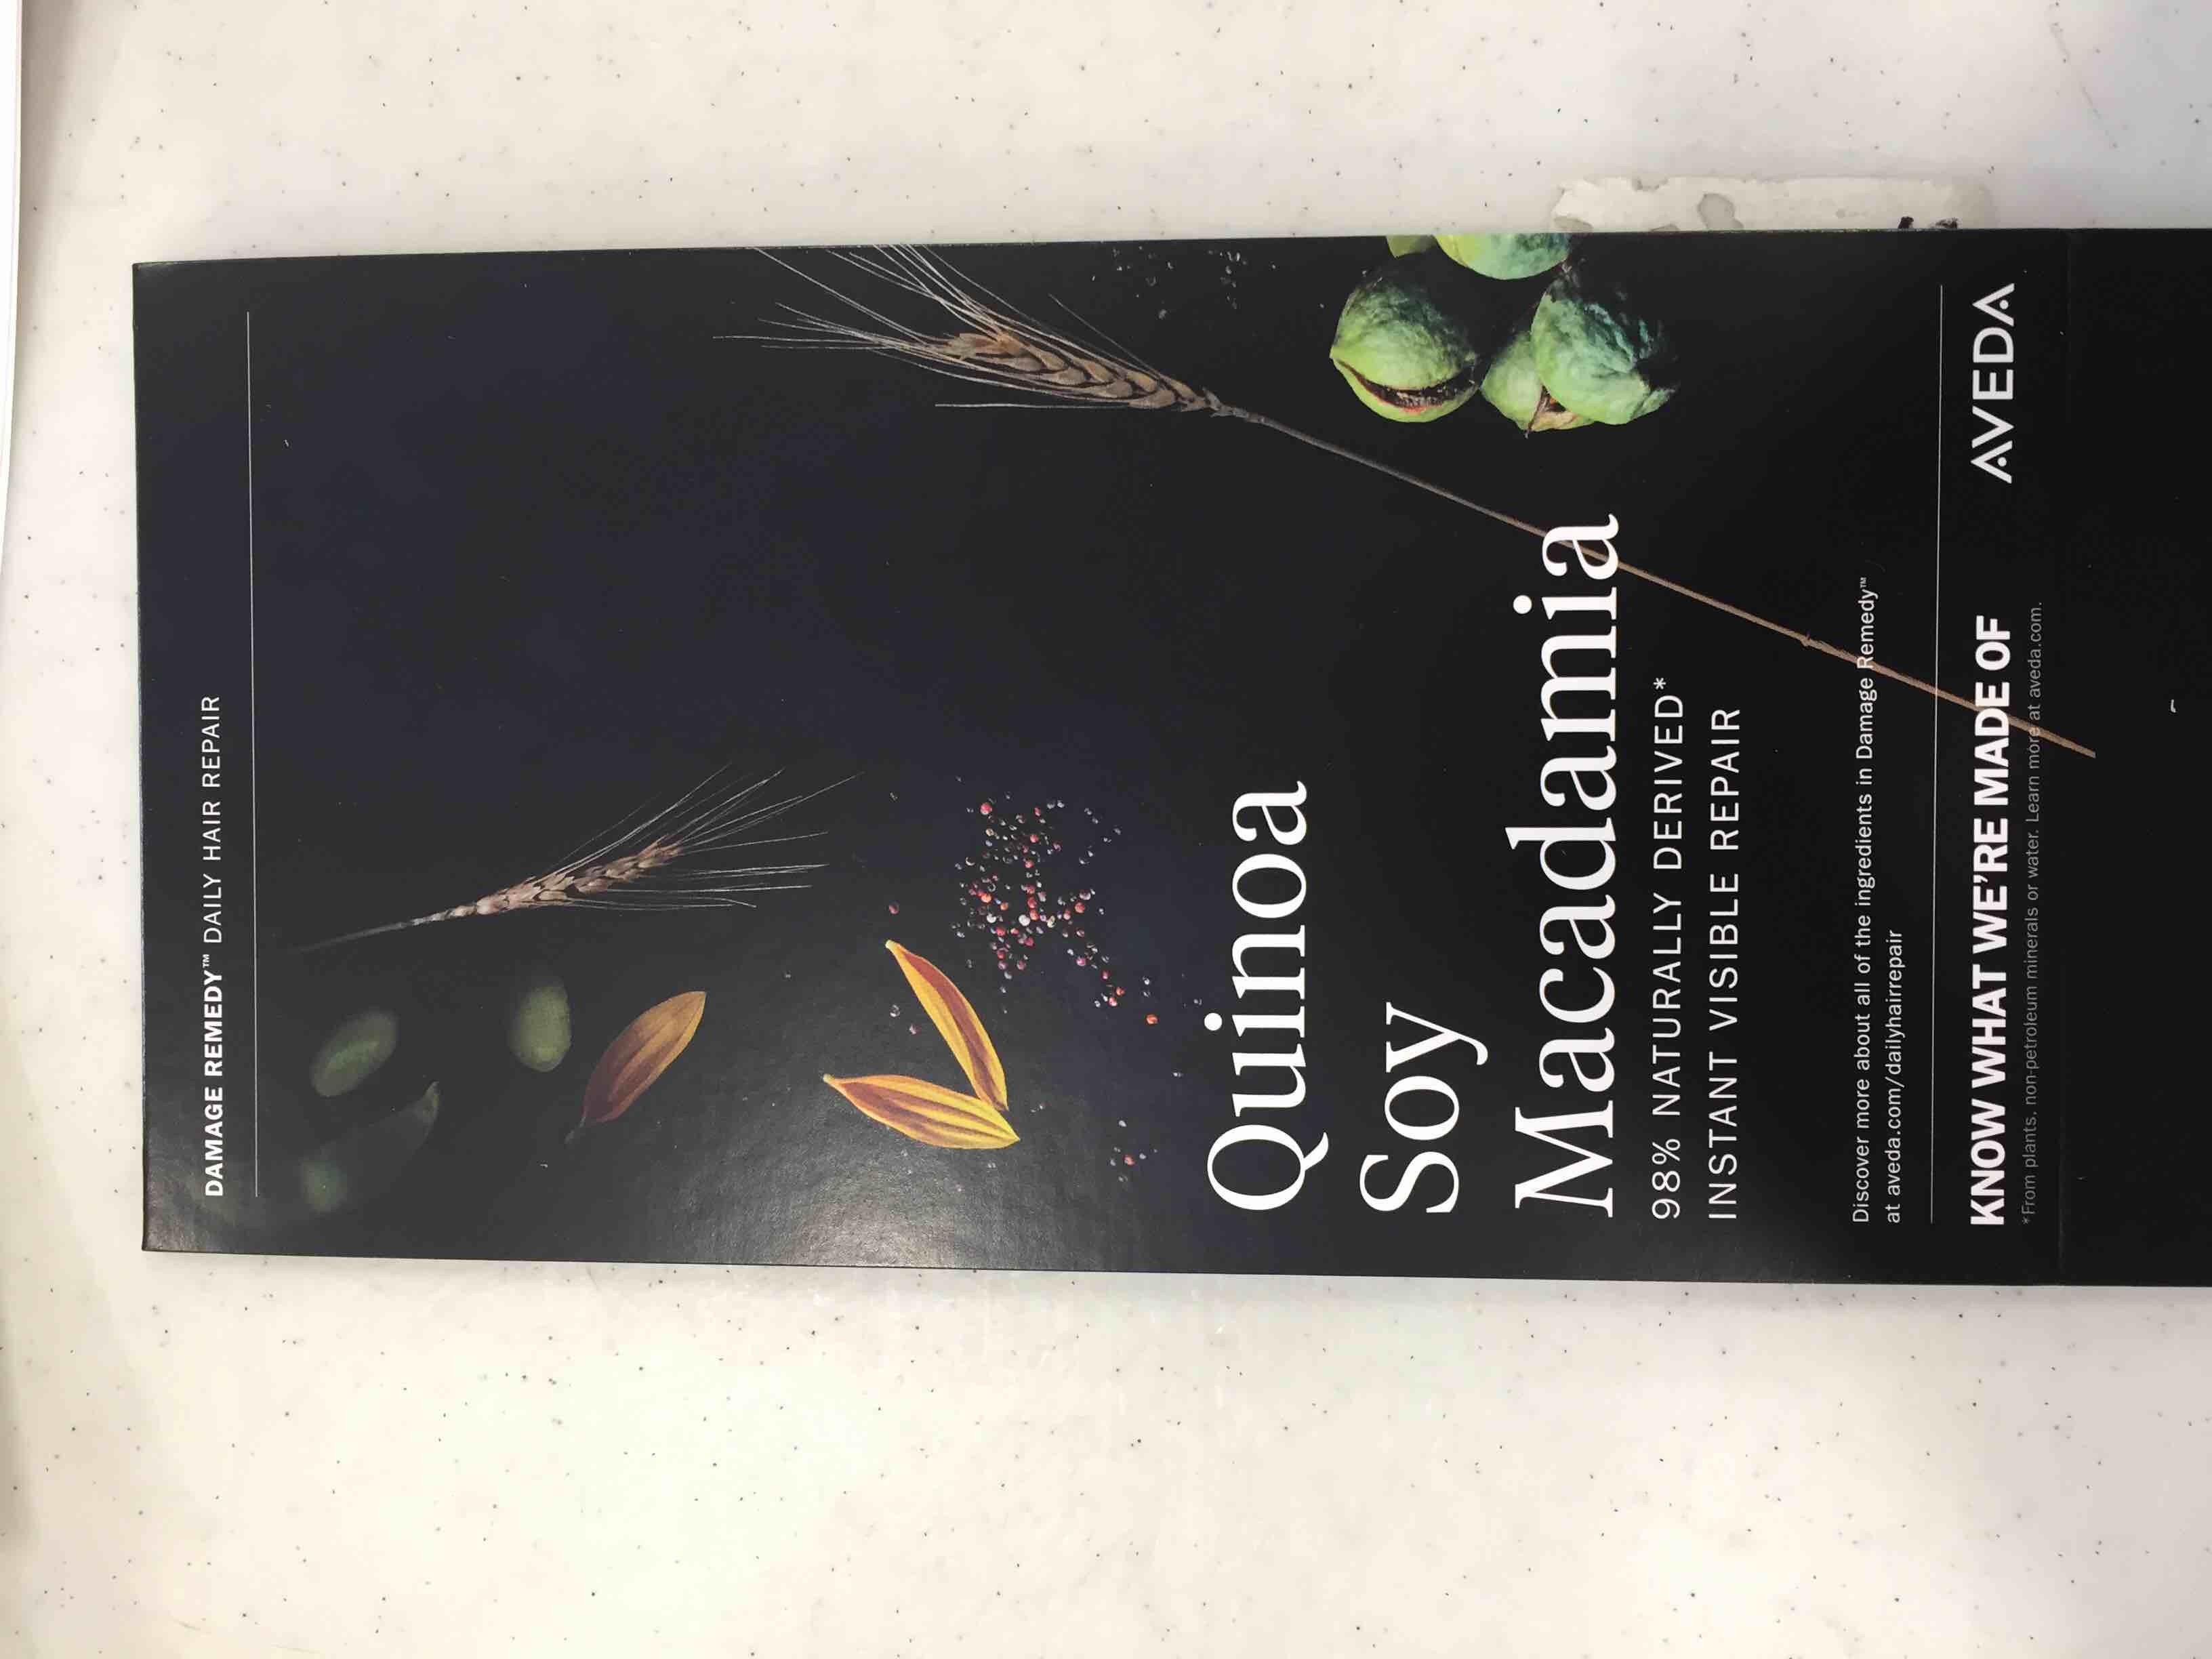 DAMAGE REMEDY™ DAILY HAIR REPAIR
Quinoa
Soy
Macadamia
98% NATURALLY DERIVED*
INSTANT VISIBLE REPAIR
Discover more about all of the ingredients in Damage Remedy™
at aveda.com/dailyhairrepair
KNOW WHAT WE'RE MADE OF
AVEDA
*From plants, non-petroleum minerals or water. Learn more at aveda.com.